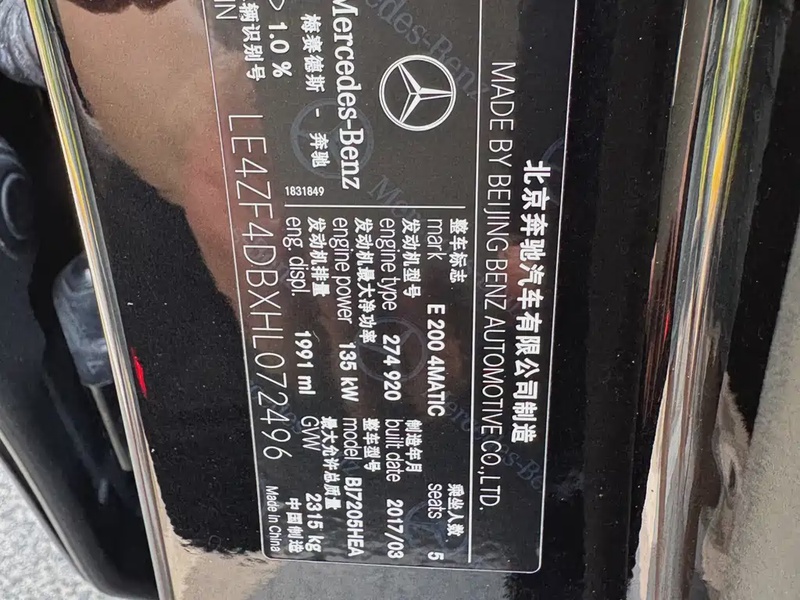 北京奔驰汽车有限公司制造
MADE BY BEIJING BENZ AUTOMOTIVE CO.,LTD.
Mercedes-Benz
梅赛德斯 - 奔驰
1831849
整车标志
mark E 200 4MATIC
乘坐人数
seats 5
发动机型号
engine type 274 920
制造年月
built date 2017/03
发动机最大净功率
engine power 135 kW
整车型号
model BJ7205HEA
发动机排量
eng. displ. 1991 ml
最大允许总质量
GVW 2315 kg
中国制造
Made in China
1.0 %
辆识别号
IN LE4ZF4DBXHL072496